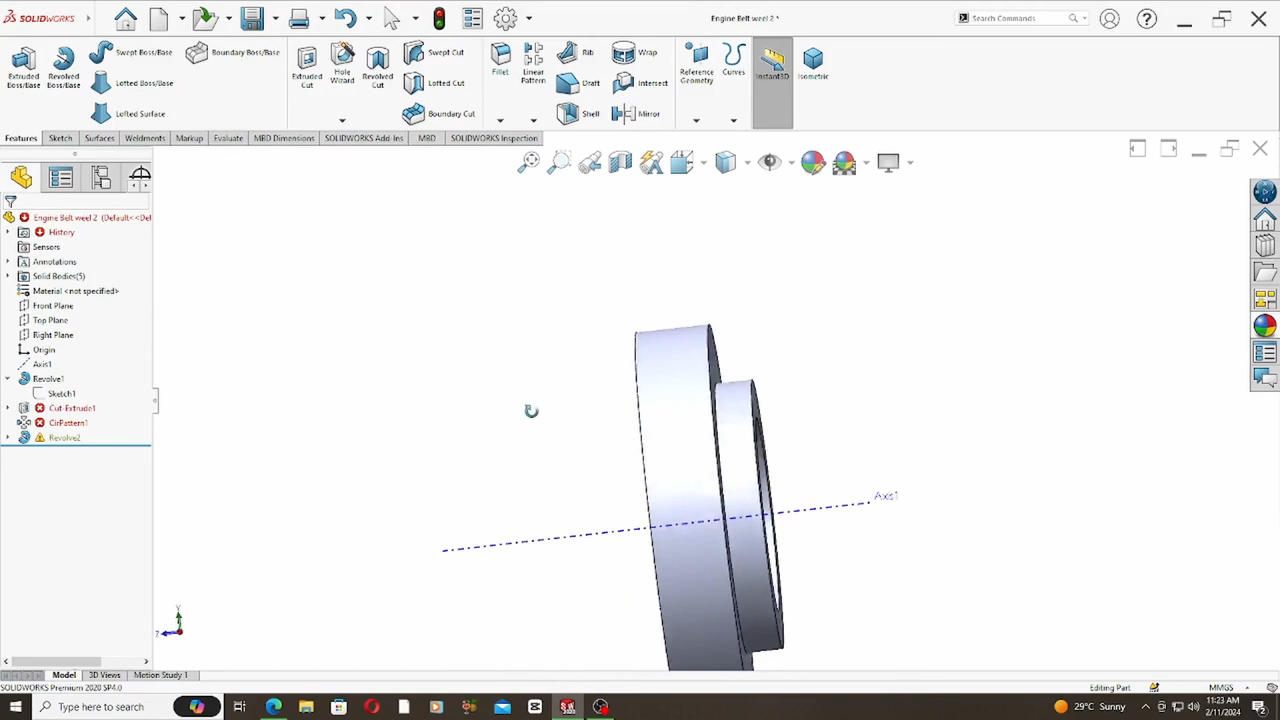 SOLIDWORKS
Engine Belt weel 2 *
Search Commands
Extruded Boss/Base
Revolved Boss/Base
Swept Boss/Base
Lofted Boss/Base
Lofted Surface
Boundary Boss/Base
Extruded Cut
Hole Wizard
Revolved Cut
Swept Cut
Lofted Cut
Boundary Cut
Fillet
Linear Pattern
Rib
Draft
Shell
Wrap
Intersect
Mirror
Reference Geometry
Curves
Instant3D
Isometric
Features Sketch Surfaces Weldments Markup Evaluate MBD Dimensions SOLIDWORKS Add-Ins MBD SOLIDWORKS Inspection
Engine Belt weel 2 (Default<<Del
History
Sensors
Annotations
Solid Bodies(5)
Material <not specified>
Front Plane
Top Plane
Right Plane
Origin
Axis1
Revolve1
Sketch1
Cut-Extrude1
CirPattern1
Revolve2
Axis1
Y
Z
Model 3D Views Motion Study 1
SOLIDWORKS Premium 2020 SP4.0
Editing Part
MMGS
Type here to search
29°C Sunny
11:23 AM
2/11/2024